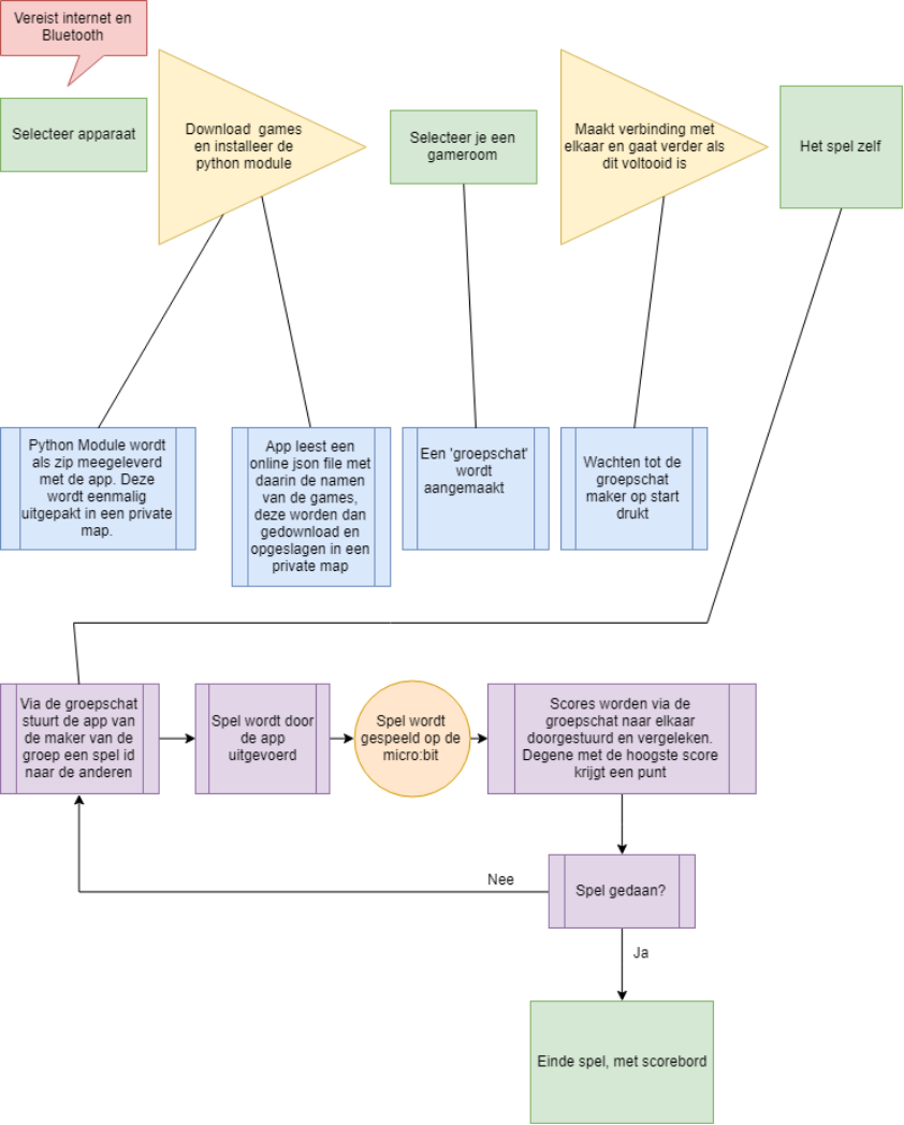 Vereist internet en
Bluetooth
Selecteer apparaat
Download games
en installeer de
python module
Selecteer je een
gameroom
Maakt verbinding met
elkaar en gaat verder als
dit voltooid is
Het spel zelf
Python Module wordt
als zip meegeleverd
met de app. Deze
wordt eenmalig
uitgepakt in een private
map.
App leest een
online json file met
daarin de namen
van de games,
deze worden dan
gedownload en
opgeslagen in een
private map
Een 'groepschat'
wordt
aangemaakt
Wachten tot de
groepschat
maker op start
drukt
Via de groepschat
stuurt de app van
de maker van de
groep een spel id
naar de anderen
Spel wordt door
de app
uitgevoerd
Spel wordt
gespeeld op de
micro:bit
Scores worden via de
groepschat naar elkaar
doorgestuurd en vergeleken.
Degene met de hoogste score
krijgt een punt
Nee
Spel gedaan?
Ja
Einde spel, met scorebord